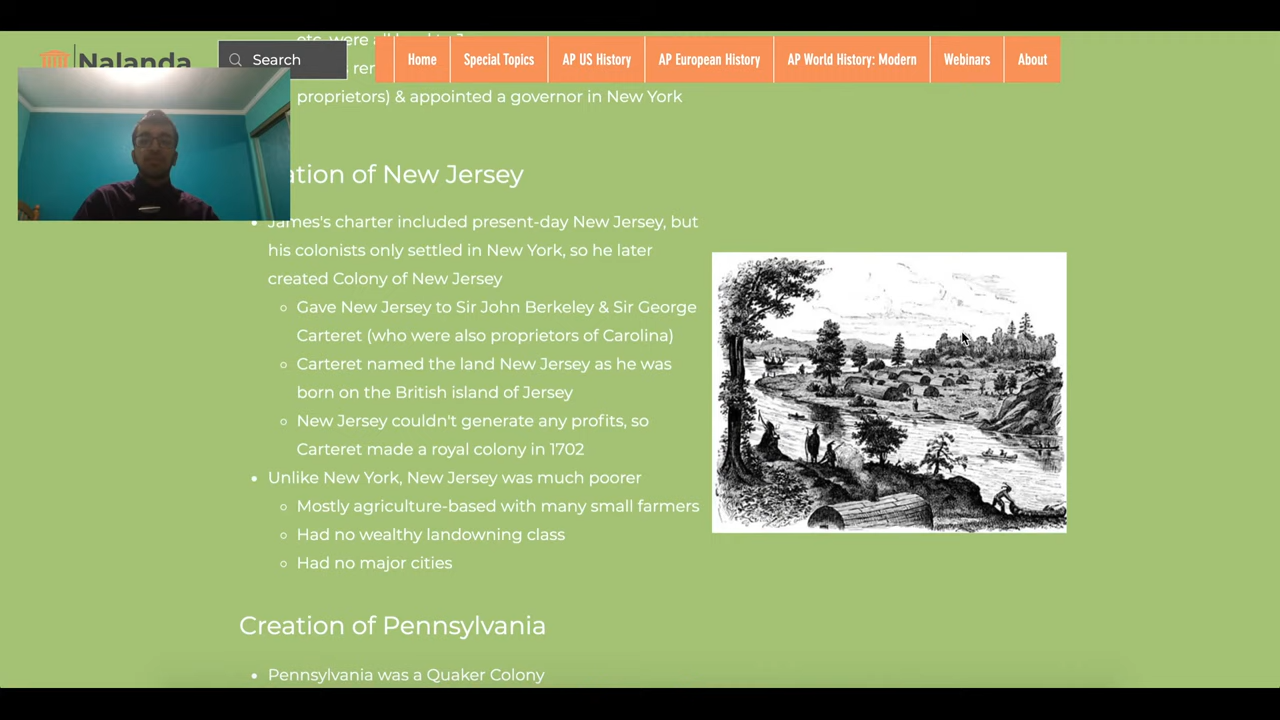 Nalanda
Search
Home
Special Topics
AP US History
AP European History
AP World History: Modern
Webinars
About
proprietors) & appointed a governor in New York
of New Jersey
James's charter included present-day New Jersey, but
his colonists only settled in New York, so he later
created Colony of New Jersey
Gave New Jersey to Sir John Berkeley & Sir George
Carteret (who were also proprietors of Carolina)
Carteret named the land New Jersey as he was
born on the British island of Jersey
New Jersey couldn't generate any profits, so
Carteret made a royal colony in 1702
Unlike New York, New Jersey was much poorer
Mostly agriculture-based with many small farmers
Had no wealthy landowning class
Had no major cities
Creation of Pennsylvania
Pennsylvania was a Quaker Colony